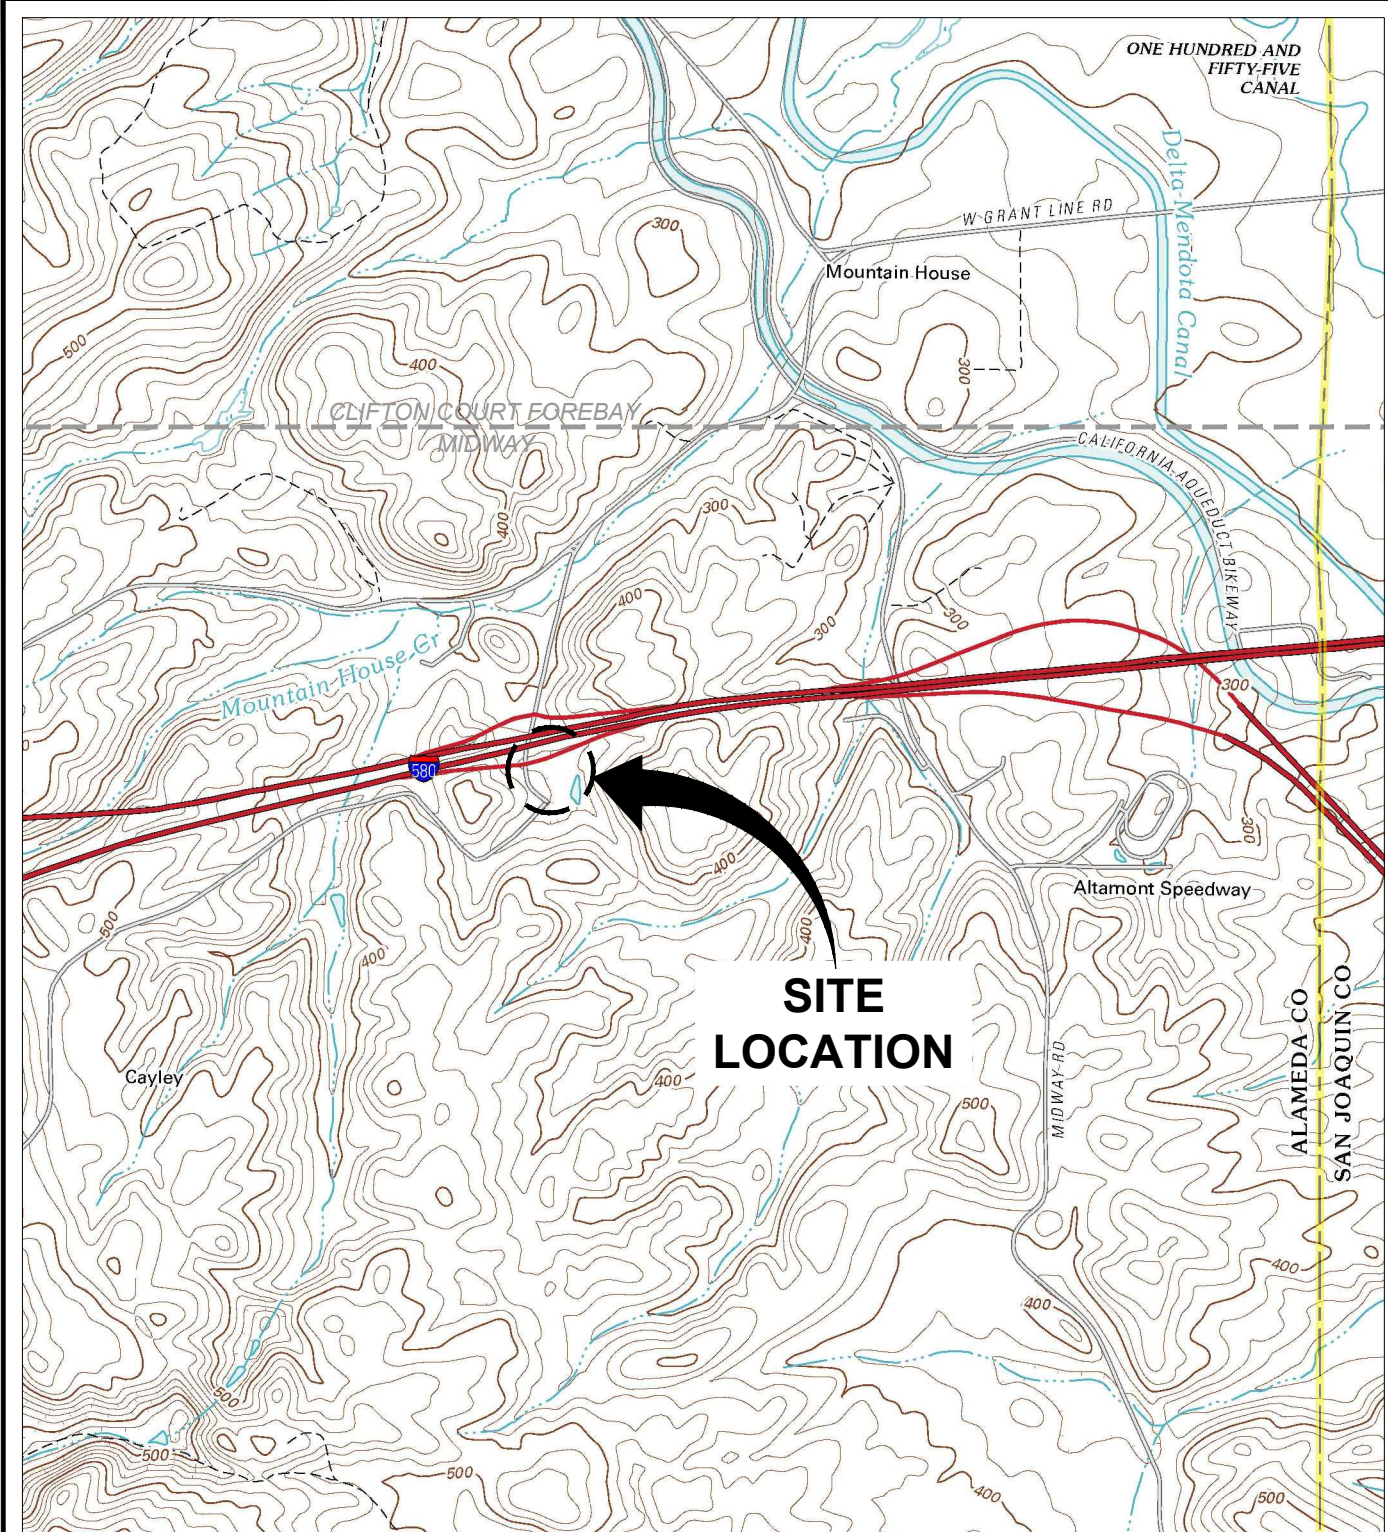 ONE HUNDRED AND
FIFTY-FIVE
CANAL
Delta-Mendota Canal
W GRANT LINE RD
300
Mountain House
500
400
300
CLIFTON COURT FOREBAY
MIDWAY
CALIFORNIA AQUEDUCT BIKEWAY
400
300
400
300
300
Mountain House Cr
300
580
300
400
Altamont Speedway
500
400
400
SITE
LOCATION
ALAMEDA CO
SAN JOAQUIN CO
MIDWAY RD
Cayley
400
500
400
400
500
500
500
400
500